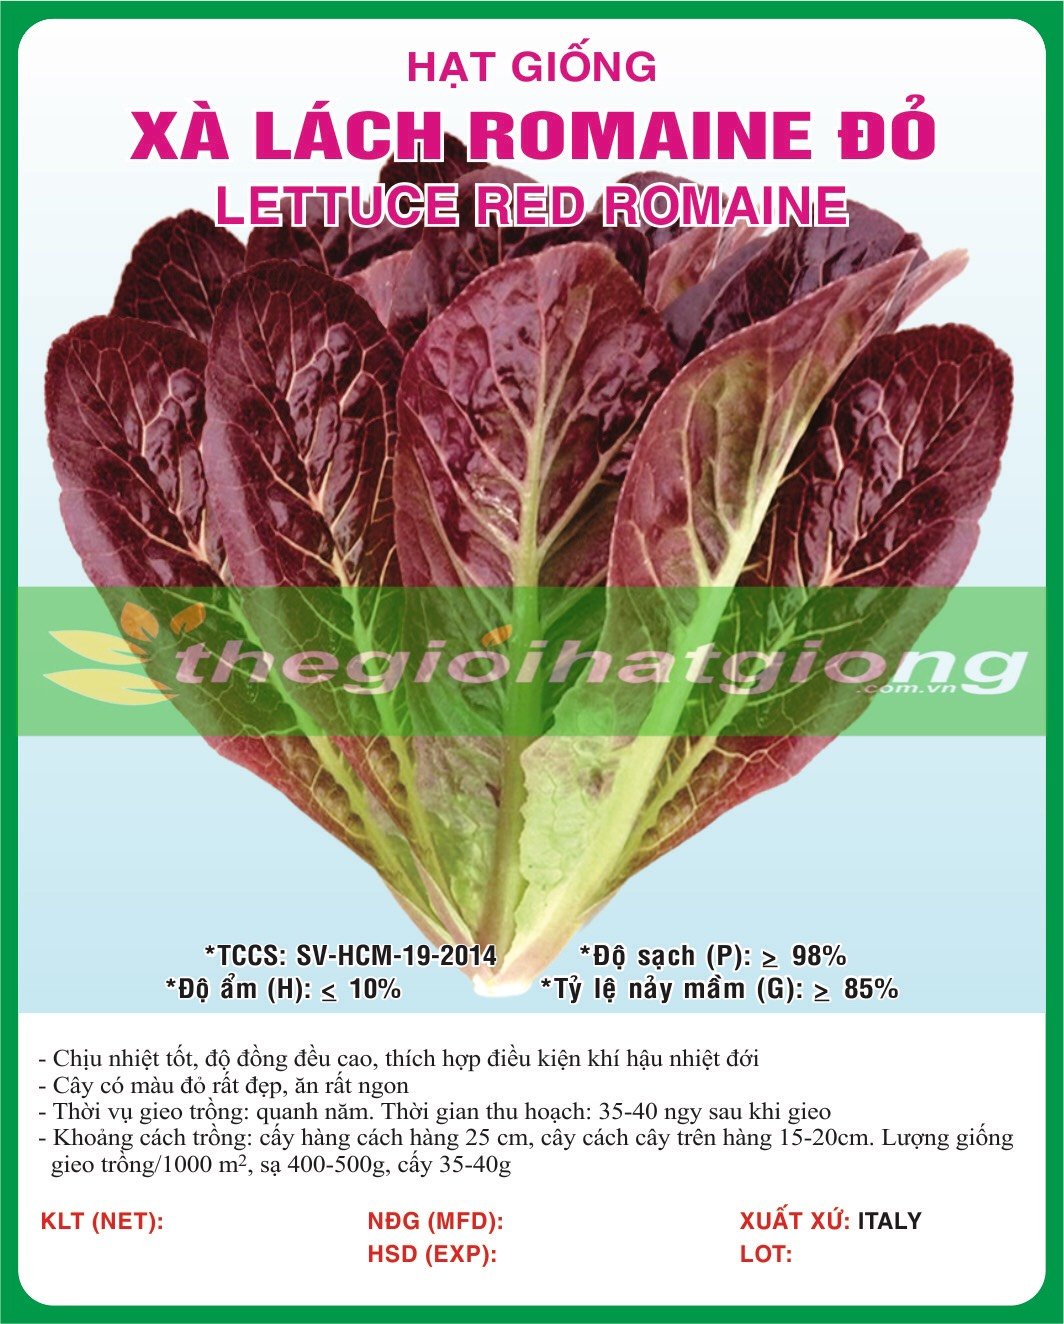 HẠT GIỐNG
XÀ LÁCH ROMAINE ĐỎ
LETTUCE RED ROMAINE
thegioihatgiong
.com.vn
*TCCS: SV-HCM-19-2014 *Độ sạch (P): ≥ 98%
*Độ ẩm (H): ≤ 10% *Tỷ lệ nảy mầm (G): ≥ 85%
- Chịu nhiệt tốt, độ đồng đều cao, thích hợp điều kiện khí hậu nhiệt đới
- Cây có màu đỏ rất đẹp, ăn rất ngon
- Thời vụ gieo trồng: quanh năm. Thời gian thu hoạch: 35-40 ngy sau khi gieo
- Khoảng cách trồng: cấy hàng cách hàng 25 cm, cây cách cây trên hàng 15-20cm. Lượng giống
gieo trồng/1000 m², sạ 400-500g, cấy 35-40g
KLT (NET): NĐG (MFD): XUẤT XỨ: ITALY
HSD (EXP): LOT: